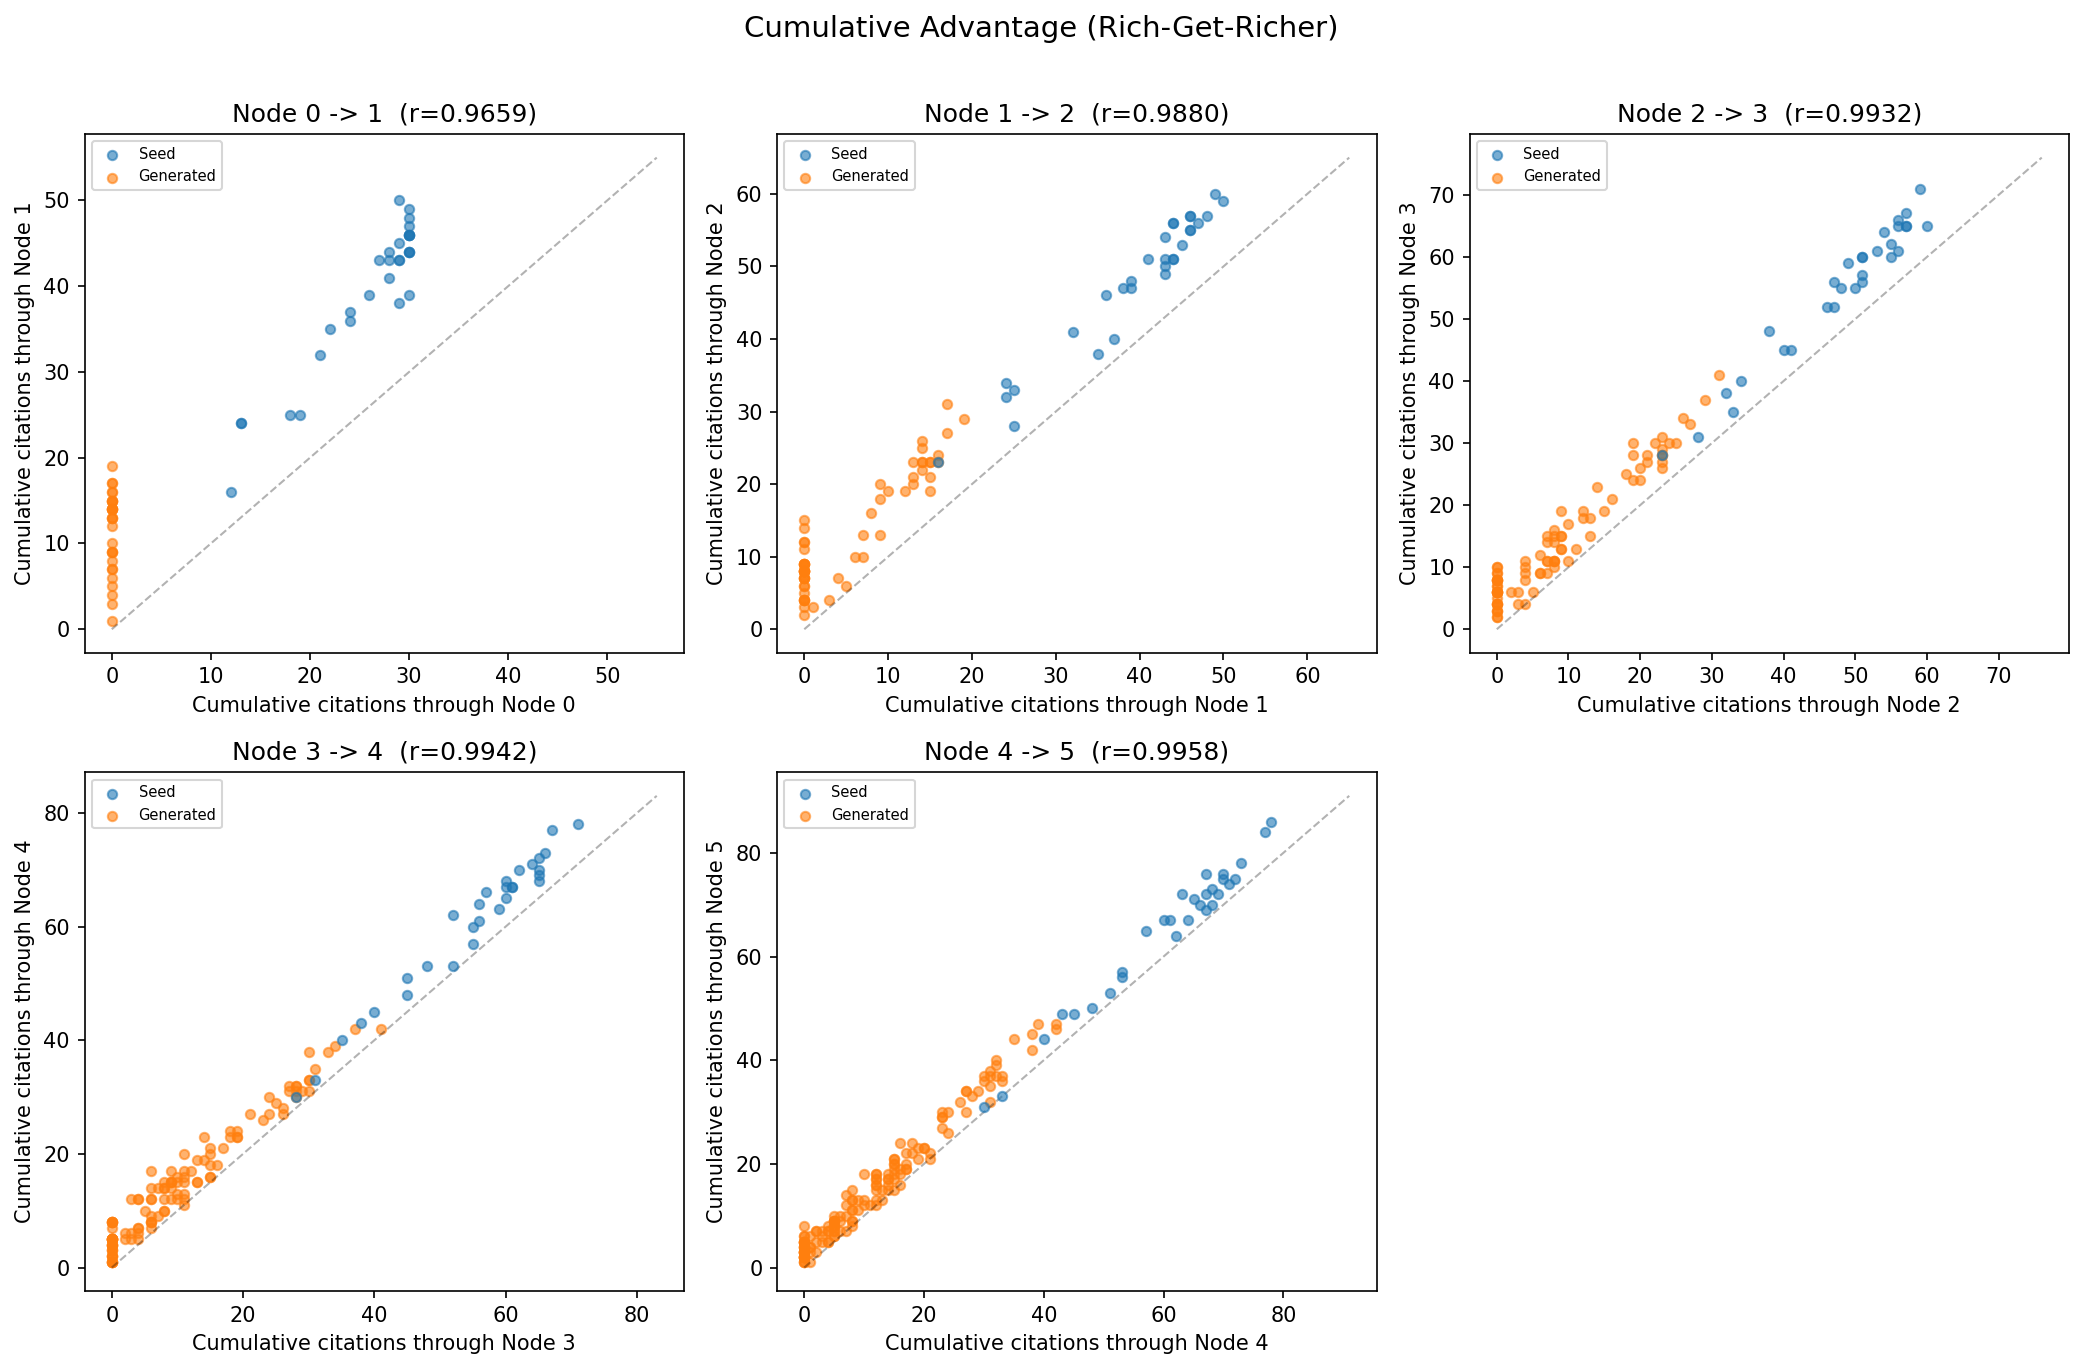 Cumulative Advantage (Rich-Get-Richer)
Node 0 -> 1  (r=0.9659)
Seed
Generated
Cumulative citations through Node 1
50
40
30
20
10
0
0 10 20 30 40 50
Cumulative citations through Node 0
Node 1 -> 2  (r=0.9880)
Seed
Generated
Cumulative citations through Node 2
60
50
40
30
20
10
0
0 10 20 30 40 50 60
Cumulative citations through Node 1
Node 2 -> 3  (r=0.9932)
Seed
Generated
Cumulative citations through Node 3
70
60
50
40
30
20
10
0
0 10 20 30 40 50 60 70
Cumulative citations through Node 2
Node 3 -> 4  (r=0.9942)
Seed
Generated
Cumulative citations through Node 4
80
60
40
20
0
0 20 40 60 80
Cumulative citations through Node 3
Node 4 -> 5  (r=0.9958)
Seed
Generated
Cumulative citations through Node 5
80
60
40
20
0
0 20 40 60 80
Cumulative citations through Node 4